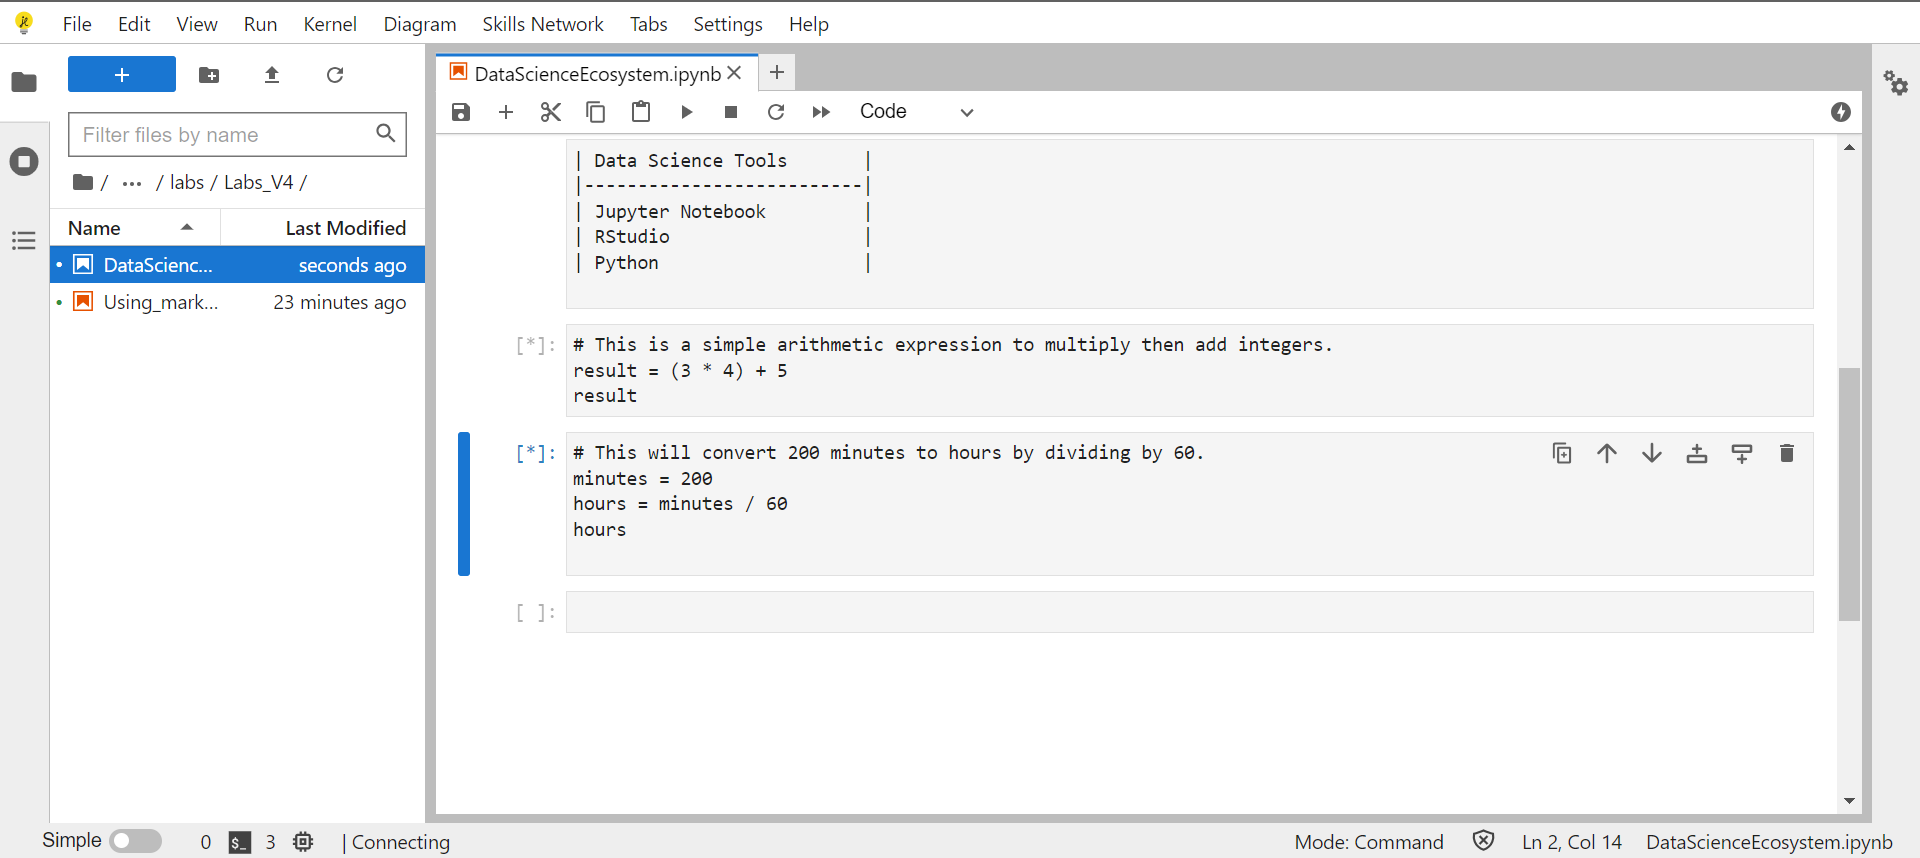 File Edit View Run Kernel Diagram Skills Network Tabs Settings Help
+
Filter files by name
/ ... / labs / Labs_V4 /
Name Last Modified
• DataScienc... seconds ago
• Using_mark... 23 minutes ago
DataScienceEcosystem.ipynb
Code
| Data Science Tools |
|--------------------------|
| Jupyter Notebook |
| RStudio |
| Python |
[*]: # This is a simple arithmetic expression to multiply then add integers.
result = (3 * 4) + 5
result
[*]: # This will convert 200 minutes to hours by dividing by 60.
minutes = 200
hours = minutes / 60
hours
[ ]:
Simple 0 $_ 3 | Connecting Mode: Command Ln 2, Col 14 DataScienceEcosystem.ipynb